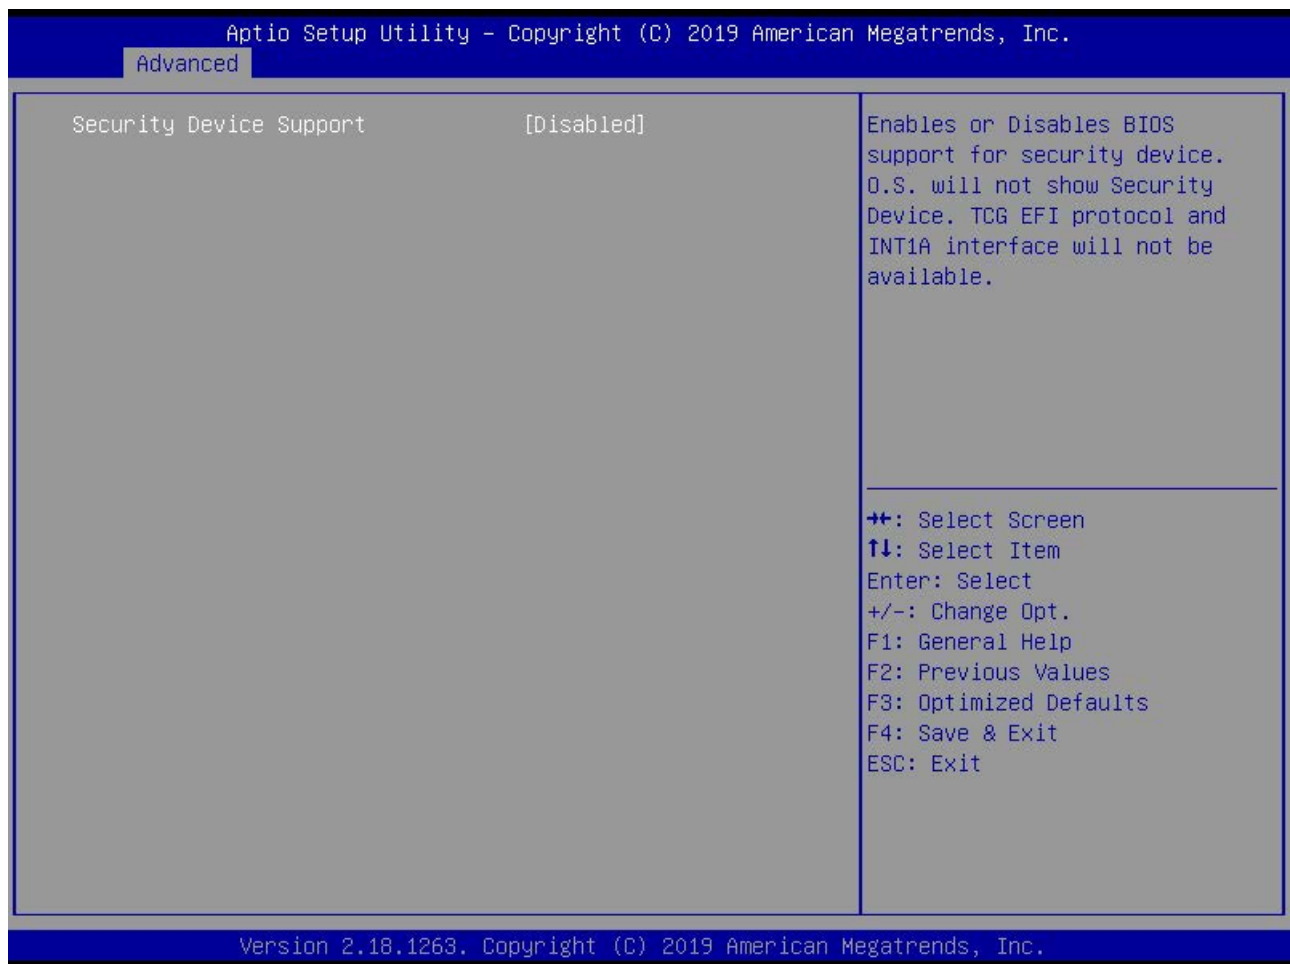 Aptio Setup Utility – Copyright (C) 2019 American Megatrends, Inc.
Advanced
Security Device Support [Disabled]
Enables or Disables BIOS
support for security device.
O.S. will not show Security
Device. TCG EFI protocol and
INT1A interface will not be
available.
→←: Select Screen
↑↓: Select Item
Enter: Select
+/-: Change Opt.
F1: General Help
F2: Previous Values
F3: Optimized Defaults
F4: Save & Exit
ESC: Exit
Version 2.18.1263. Copyright (C) 2019 American Megatrends, Inc.